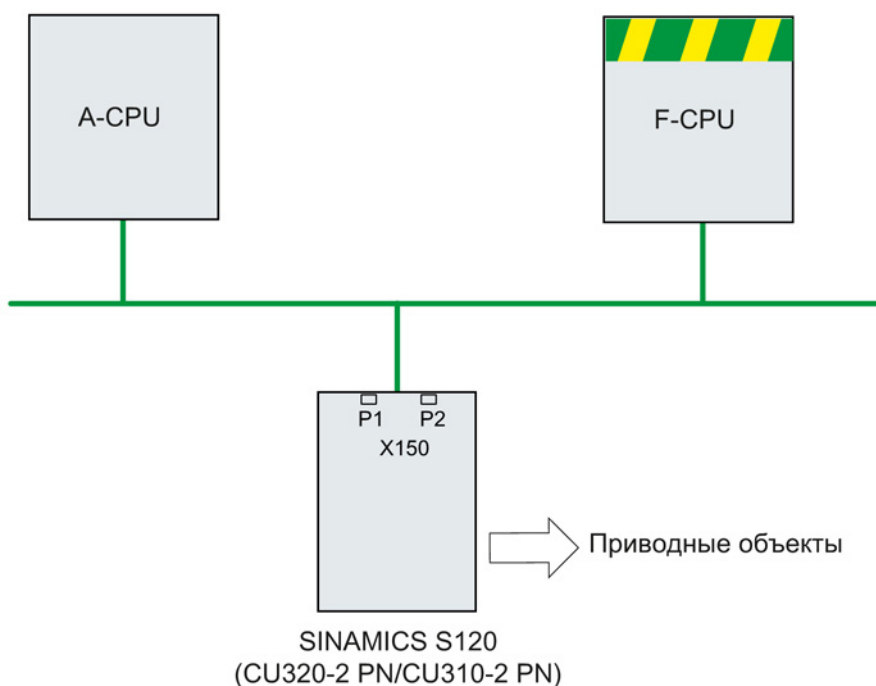 A-CPU
F-CPU
P1 P2
X150
Приводные объекты
SINAMICS S120
(CU320-2 PN/CU310-2 PN)